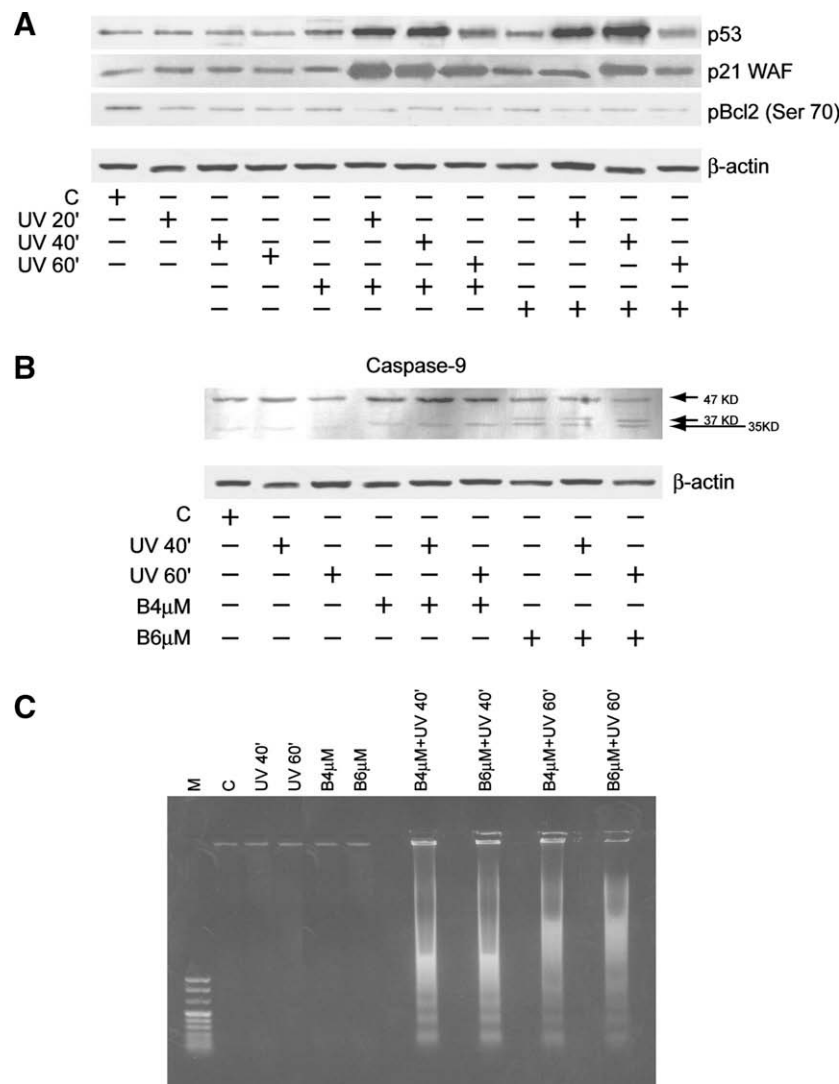 A
p53
p21 WAF
pBcl2 (Ser 70)
β-actin
C + – – – – – – – – – – –
UV 20' – + – – – + – – – + – –
UV 40' – – + – – – + – – – + –
UV 60' – – – + – – – + – – – +
– – + + + + – – – –
– – – – – – + + + +
B
Caspase-9
47 KD
37 KD
35KD
β-actin
C + – – – – – – – –
UV 40' – + – – + – – + –
UV 60' – – + – – + – – +
B4µM – – – + + + – – –
B6µM – – – – – – + + +
C
M
C
UV 40'
UV 60'
B4µM
B6µM
B4µM+UV 40'
B6µM+UV 40'
B4µM+UV 60'
B6µM+UV 60'